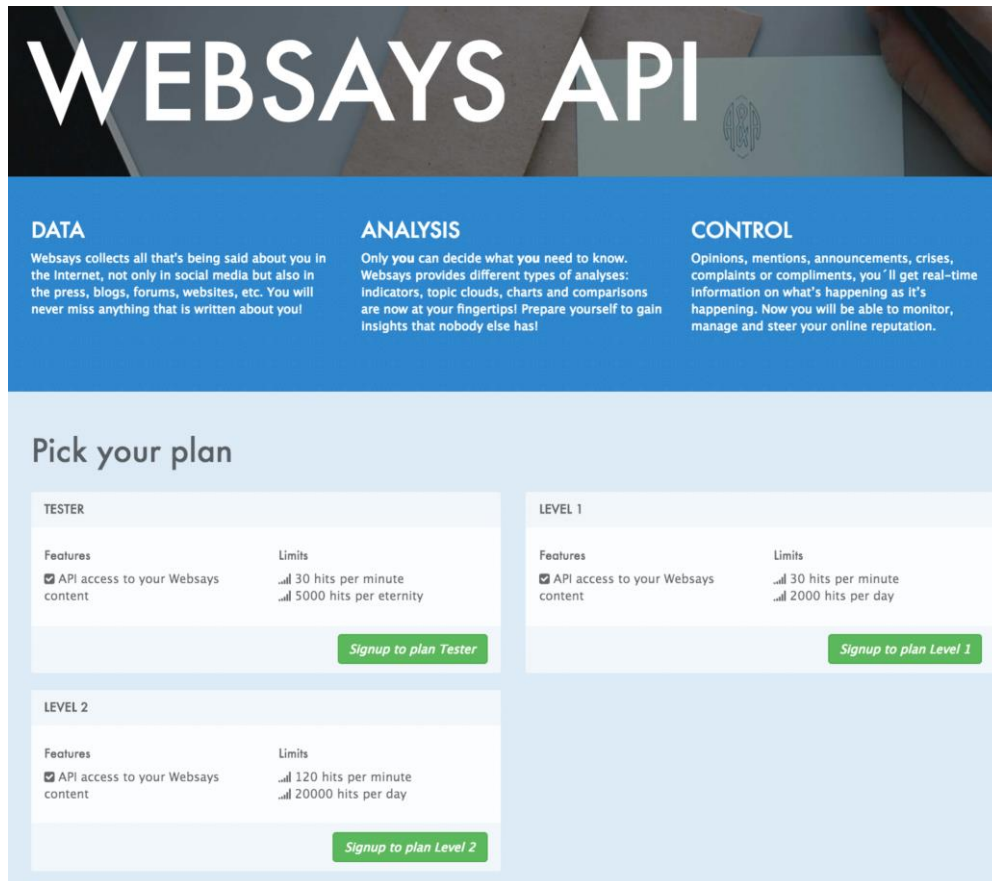 WEBSAYS API
DATA
Websays collects all that's being said about you in
the Internet, not only in social media but also in
the press, blogs, forums, websites, etc. You will
never miss anything that is written about you!
ANALYSIS
Only you can decide what you need to know.
Websays provides different types of analyses:
indicators, topic clouds, charts and comparisons
are now at your fingertips! Prepare yourself to gain
insights that nobody else has!
CONTROL
Opinions, mentions, announcements, crises,
complaints or compliments, you´ll get real-time
information on what's happening as it's
happening. Now you will be able to monitor,
manage and steer your online reputation.
Pick your plan
TESTER
Features
API access to your Websays
content
Limits
30 hits per minute
5000 hits per eternity
Signup to plan Tester
LEVEL 1
Features
API access to your Websays
content
Limits
30 hits per minute
2000 hits per day
Signup to plan Level 1
LEVEL 2
Features
API access to your Websays
content
Limits
120 hits per minute
20000 hits per day
Signup to plan Level 2